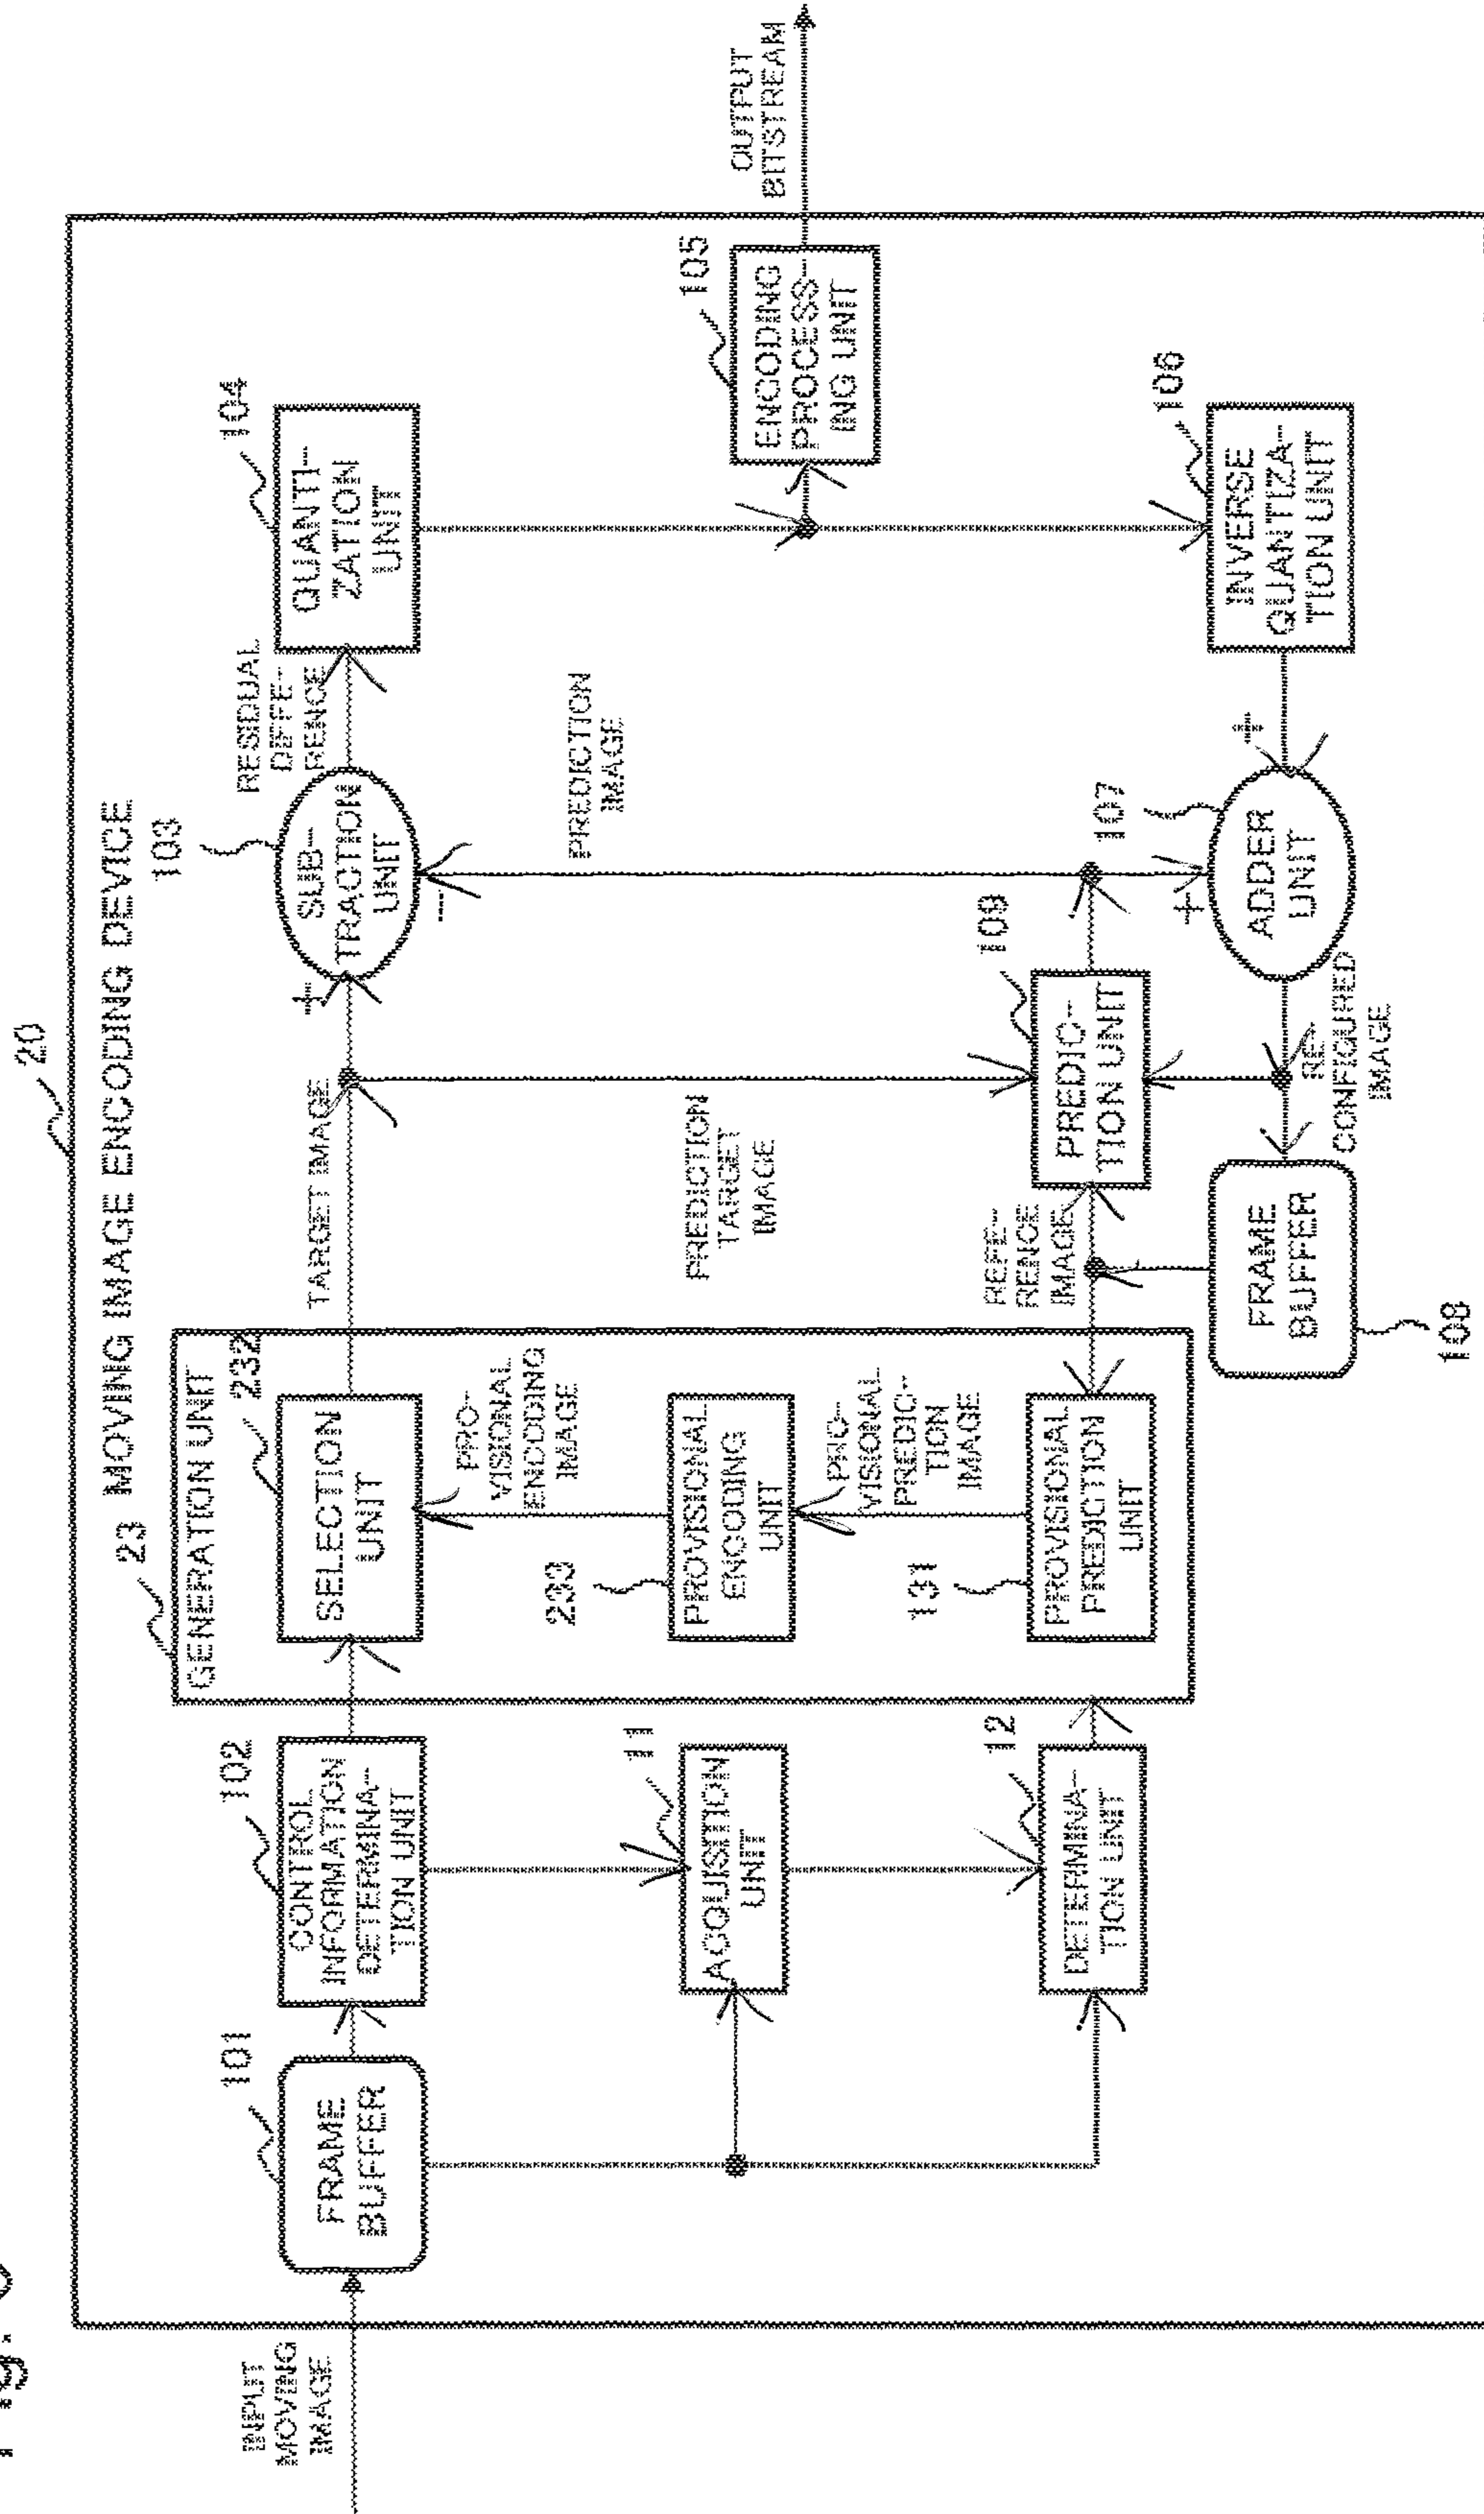 20
MOVING IMAGE ENCODING DEVICE
INPUT
MOVING
IMAGE
101
FRAME
BUFFER
102
CONTROL
INFORMATION
DETERMINA-
TION UNIT
11
ACQUISITION
UNIT
12
DETERMINA-
TION UNIT
23
GENERATION UNIT
232
SELECTION
UNIT
PRO-
VISIONAL
ENCODING
IMAGE
233
PROVISIONAL
ENCODING
UNIT
PRO-
VISIONAL
PREDIC-
TION
IMAGE
131
PROVISIONAL
PREDICTION
UNIT
TARGET IMAGE
PREDICTION
TARGET
IMAGE
REFE-
RENCE
IMAGE
FRAME
BUFFER
108
109
PREDIC-
TION UNIT
RE-
CONFIGURED
IMAGE
103
+
SUB-
TRACTION
UNIT
-
PREDICTION
IMAGE
107
+
+
ADDER
UNIT
RESIDUAL
DIFFE-
RENCE
104
QUANTI-
ZATION
UNIT
105
ENCODING
PROCESS-
ING UNIT
106
INVERSE
QUANTIZA-
TION UNIT
OUTPUT
BITSTREAM